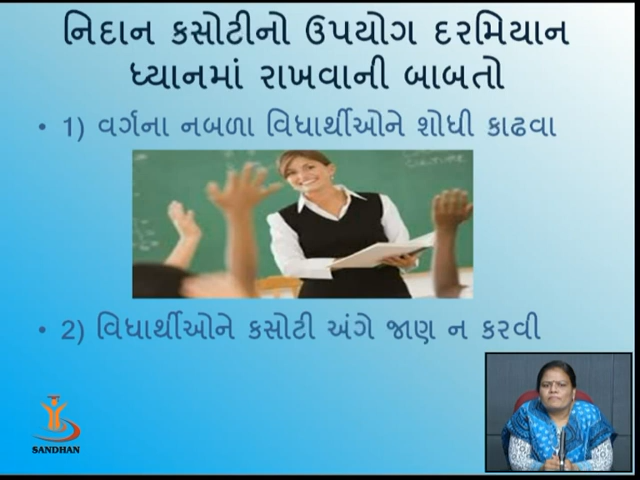 નિદાન કસોટીનો ઉપયોગ દરમિયાન
ધ્યાનમાં રાખવાની બાબતો
• 1) વર્ગના નબળા વિધાર્થીઓને શોધી કાઢવા
• 2) વિધાર્થીઓને કસોટી અંગે જાણ ન કરવી
SANDHAN